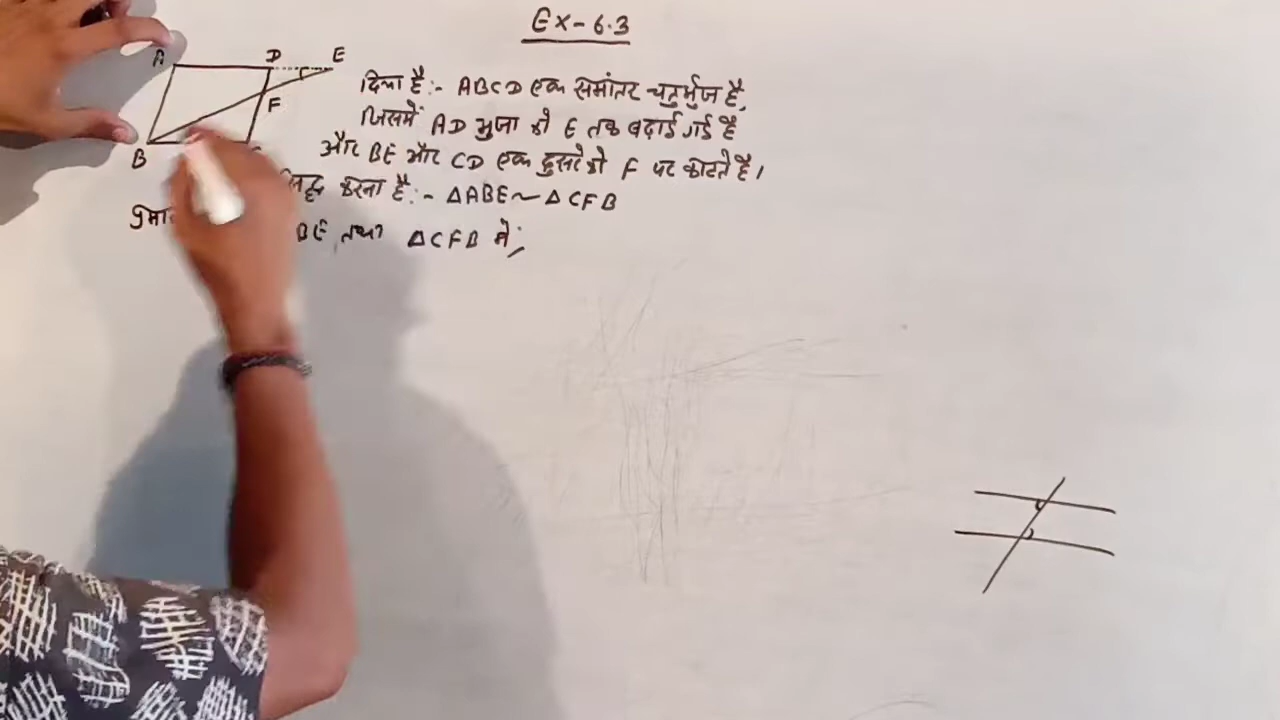 Ex-6.3
A D E
F
B
दिया है:- ABCD एक समांतर चतुर्भुज है,
जिसमें AD भुजा को E तक बढ़ाई गई है
और BE और CD एक दुसरे को F पर काटते है।
करना है:- ΔABE ~ ΔCFB
BE तथा ΔCFB में,